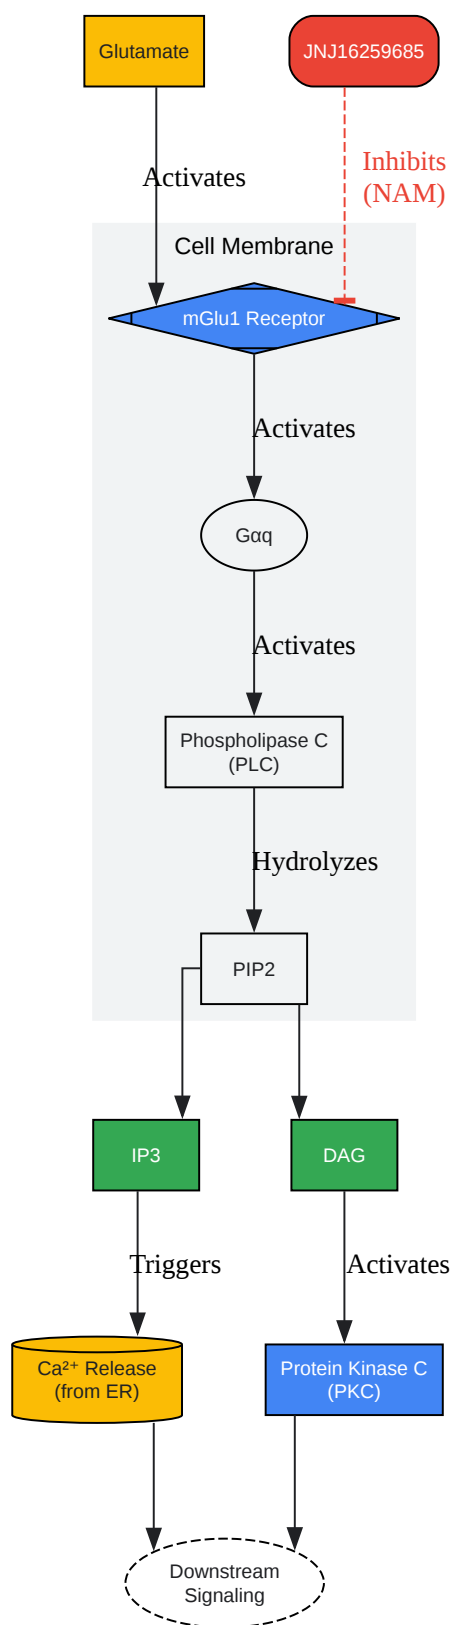 Glutamate
JNJ16259685
Activates
Inhibits
(NAM)
Cell Membrane
mGlu1 Receptor
Activates
Gαq
Activates
Phospholipase C
(PLC)
Hydrolyzes
PIP2
IP3
DAG
Triggers
Activates
Ca²⁺ Release
(from ER)
Protein Kinase C
(PKC)
Downstream
Signaling